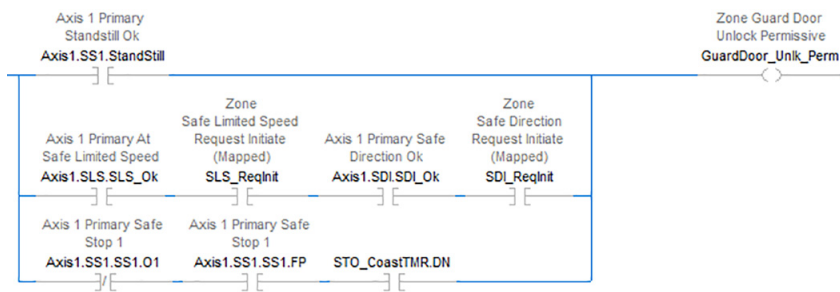 Axis 1 Primary
Standstill Ok
Axis1.SS1.StandStill
Zone Guard Door
Unlock Permissive
GuardDoor_Unlk_Perm
Axis 1 Primary At
Safe Limited Speed
Axis1.SLS.SLS_Ok
Zone
Safe Limited Speed
Request Initiate
(Mapped)
SLS_ReqInit
Axis 1 Primary Safe
Direction Ok
Axis1.SDI.SDI_Ok
Zone
Safe Direction
Request Initiate
(Mapped)
SDI_ReqInit
Axis 1 Primary Safe
Stop 1
Axis1.SS1.SS1.O1
Axis 1 Primary Safe
Stop 1
Axis1.SS1.SS1.FP
STO_CoastTMR.DN